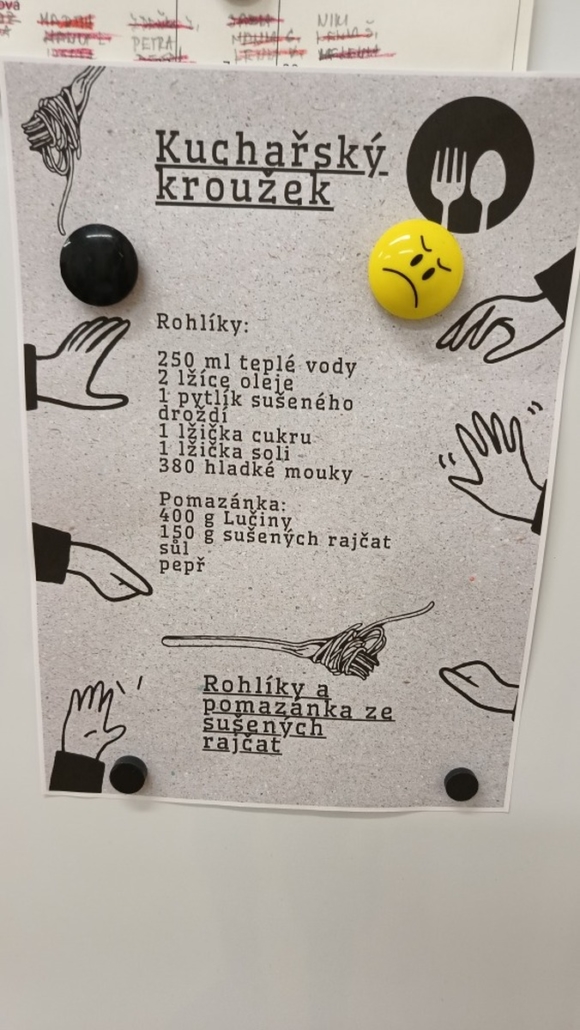 PETRA
NIKI
Kuchařský
kroužek
Rohlíky:
250 ml teplé vody
2 lžíce oleje
1 pytlík sušeného
droždí
1 lžička cukru
1 lžička soli
380 hladké mouky
Pomazánka:
400 g Lučiny
150 g sušených rajčat
sůl
pepř
Rohlíky a
pomazánka ze
sušených
rajčat